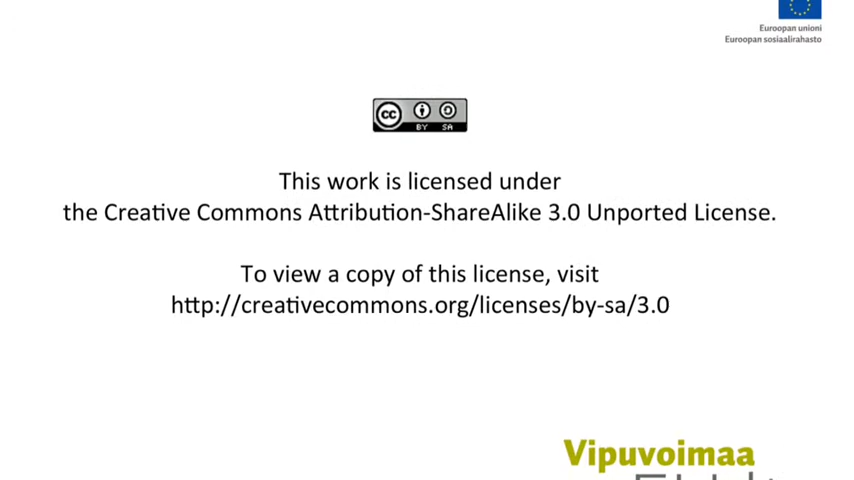 Euroopan unioni
Euroopan sosiaalirahasto
cc BY SA
This work is licensed under
the Creative Commons Attribution-ShareAlike 3.0 Unported License.
To view a copy of this license, visit
http://creativecommons.org/licenses/by-sa/3.0
Vipuvoimaa